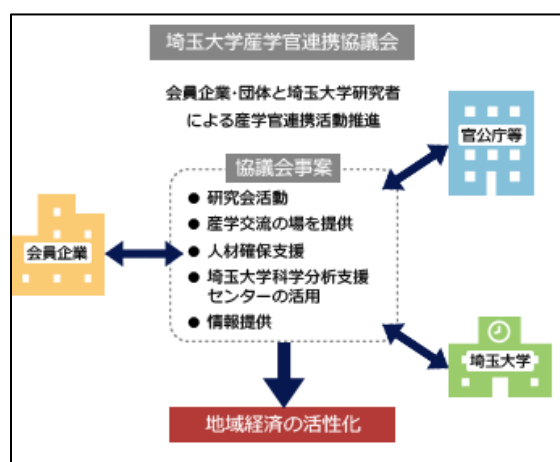 埼玉大学産学官連携協議会
会員企業・団体と埼玉大学研究者
による産学官連携活動推進
官公庁等
協議会事案
● 研究会活動
● 産学交流の場を提供
● 人材確保支援
● 埼玉大学科学分析支援
センターの活用
● 情報提供
会員企業
埼玉大学
地域経済の活性化